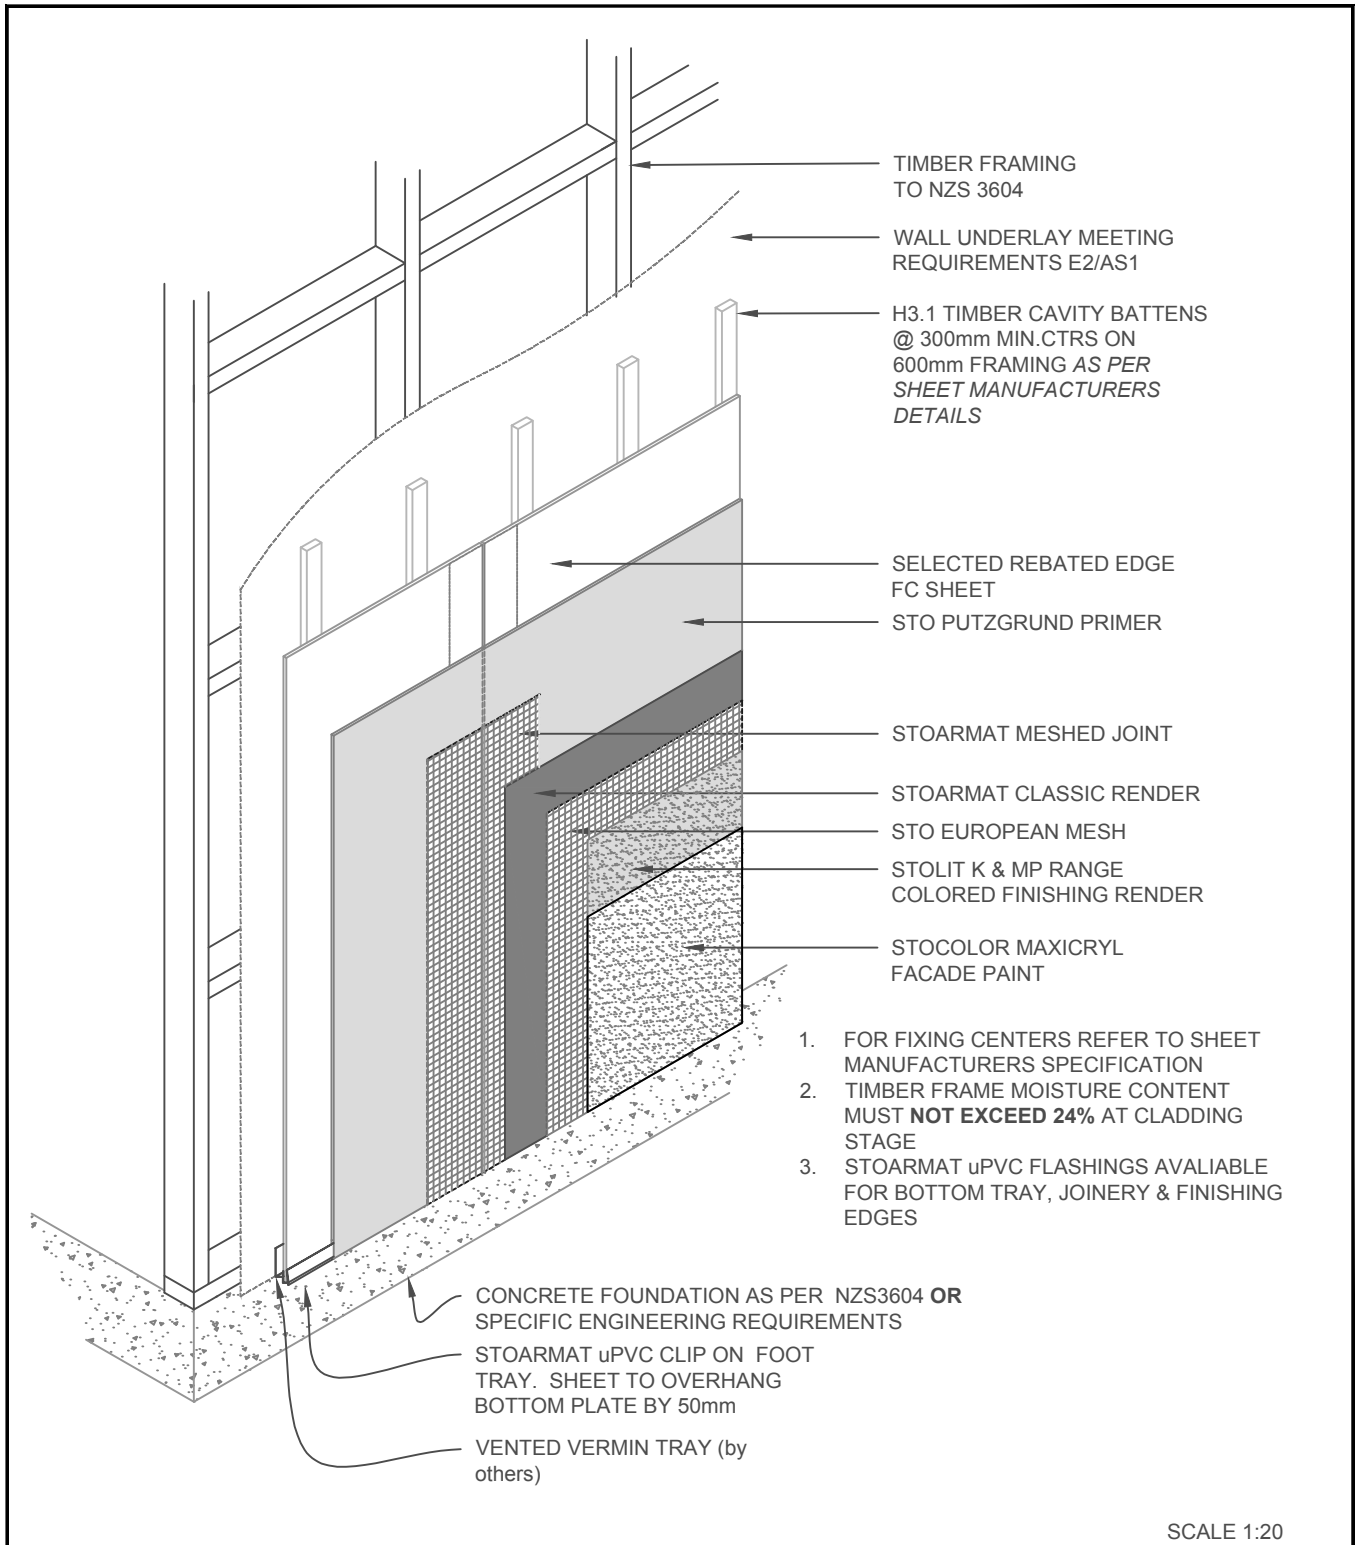 TIMBER FRAMING
TO NZS 3604
WALL UNDERLAY MEETING
REQUIREMENTS E2/AS1
H3.1 TIMBER CAVITY BATTENS
@ 300mm MIN.CTRS ON
600mm FRAMING AS PER
SHEET MANUFACTURERS
DETAILS
SELECTED REBATED EDGE
FC SHEET
STO PUTZGRUND PRIMER
STOARMAT MESHED JOINT
STOARMAT CLASSIC RENDER
STO EUROPEAN MESH
STOLIT K & MP RANGE
COLORED FINISHING RENDER
STOCOLOR MAXICRYL
FACADE PAINT
1. FOR FIXING CENTERS REFER TO SHEET
MANUFACTURERS SPECIFICATION
2. TIMBER FRAME MOISTURE CONTENT
MUST NOT EXCEED 24% AT CLADDING
STAGE
3. STOARMAT uPVC FLASHINGS AVALIABLE
FOR BOTTOM TRAY, JOINERY & FINISHING
EDGES
CONCRETE FOUNDATION AS PER NZS3604 OR
SPECIFIC ENGINEERING REQUIREMENTS
STOARMAT uPVC CLIP ON FOOT
TRAY. SHEET TO OVERHANG
BOTTOM PLATE BY 50mm
VENTED VERMIN TRAY (by
others)
SCALE 1:20